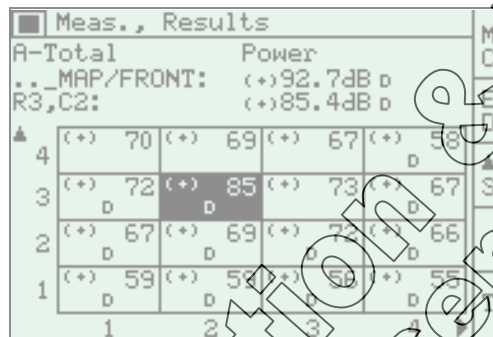 Meas., Results
A-Total Power
.._MAP/FRONT: (+)92.7dB D
R3,C2: (+)85.4dB D
4 (+) 70 (+) 69 (+) 67 (+) 58 D
3 (+) 72 D (+) 85 D (+) 73 (+) 67 D
2 (+) 67 D (+) 69 D (+) 72 (+) 66 D
1 (+) 59 D (+) 59 D (+) 56 D (+) 55 D
1 2 3 4